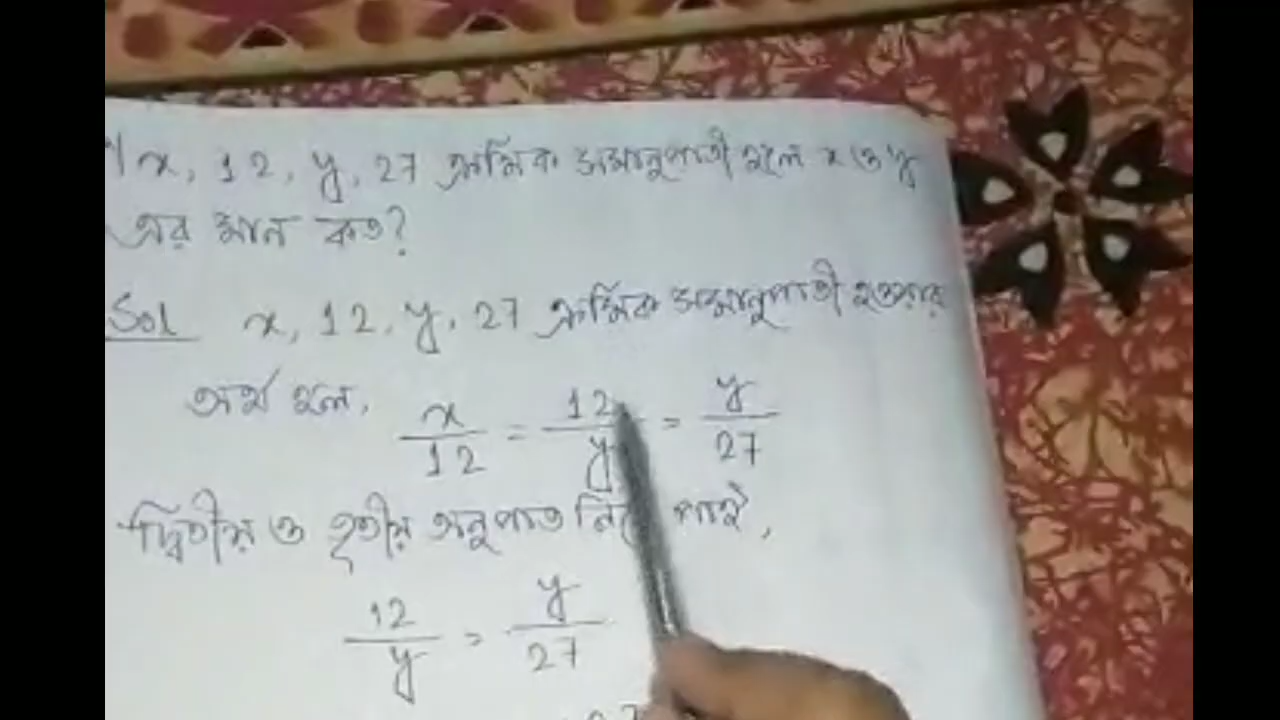 x, 12, y, 27 ক্রমিক সমানুপাতী হলে x ও y
এর মান কত?
Sol x, 12, y, 27 ক্রমিক সমানুপাতী হওয়ার
অর্থ হল, x/12 = 12/y = y/27
দ্বিতীয় ও তৃতীয় অনুপাত পাই,
12/y = y/27